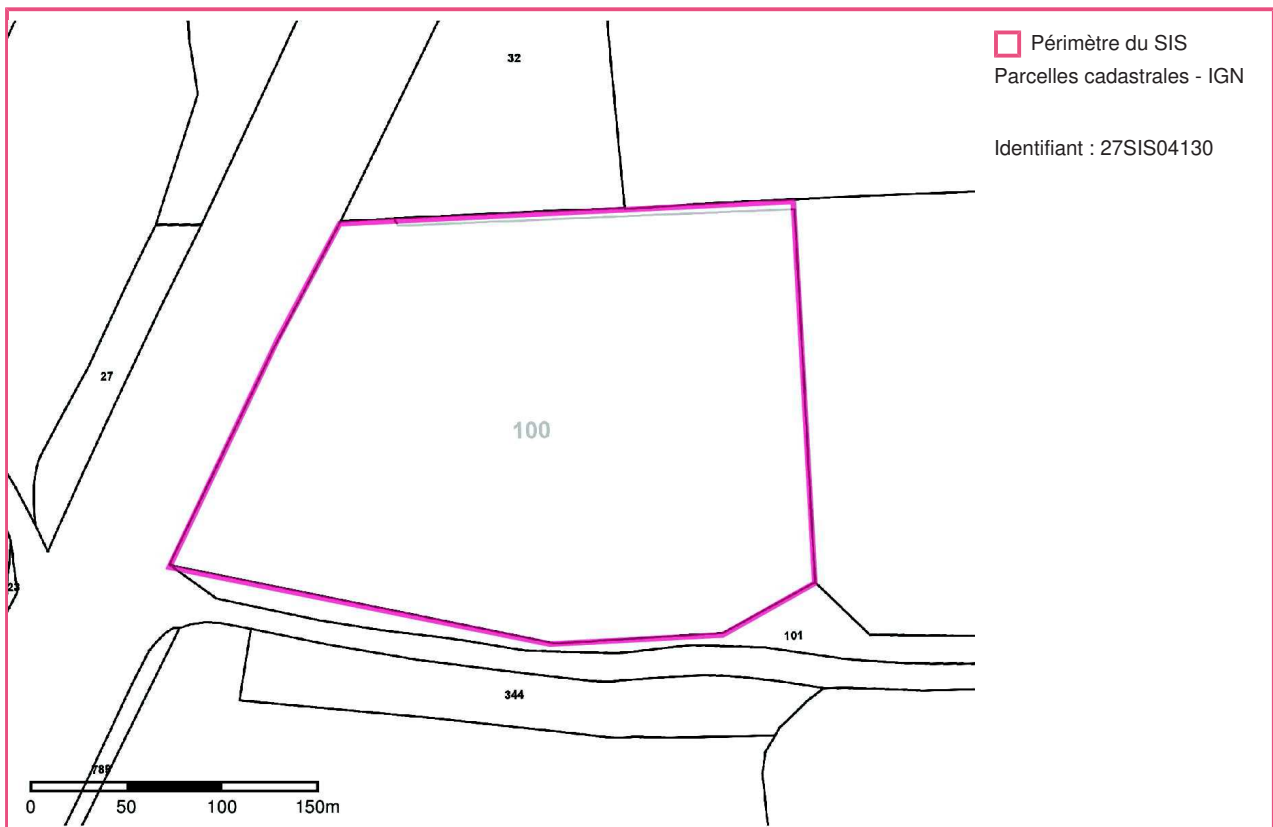 Périmètre du SIS
Parcelles cadastrales - IGN
Identifiant : 27SIS04130
32
27
100
23
101
344
0 50 100 150m